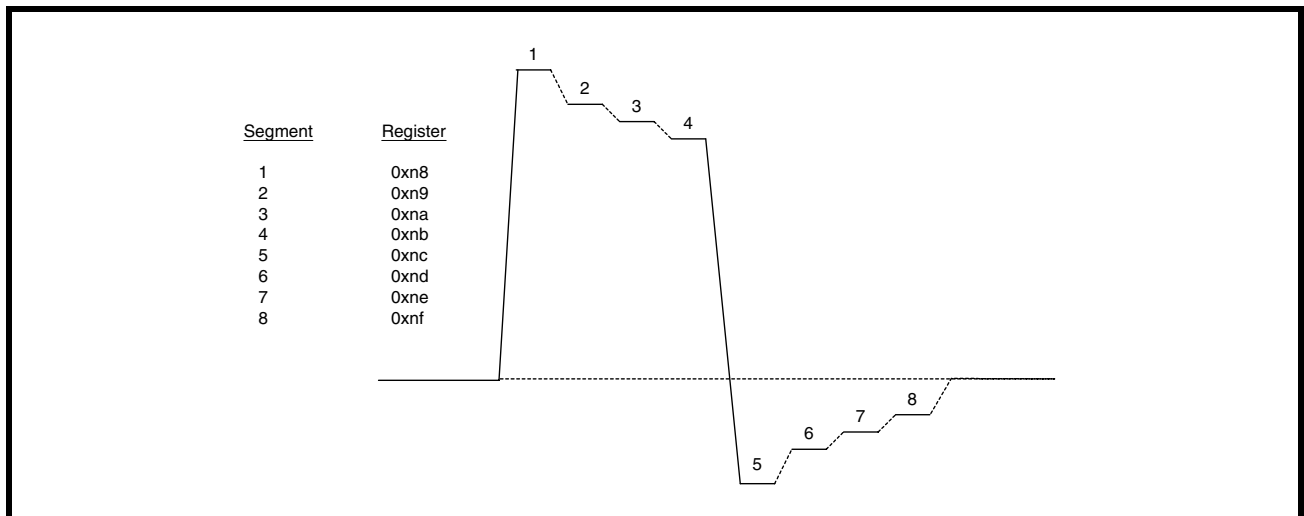 1
2
3
4
Segment Register
1 0xn8
2 0xn9
3 0xna
4 0xnb
5 0xnc
6 0xnd
7 0xne
8 0xnf
8
7
6
5